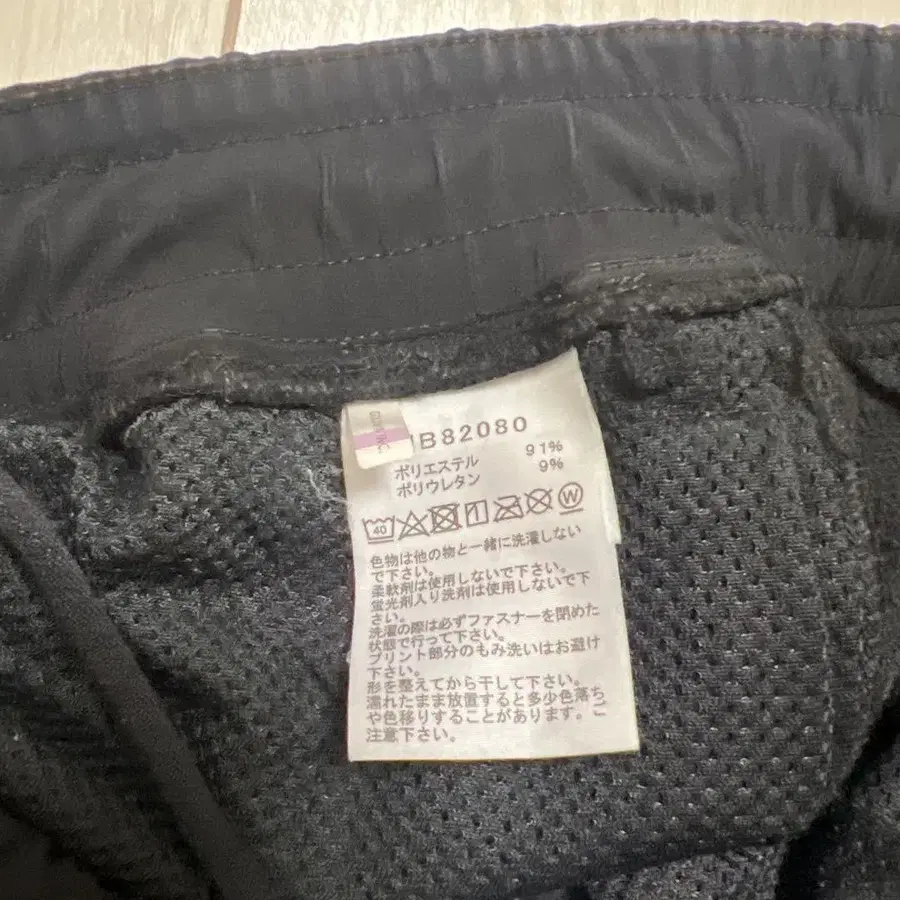 B82080
ポリエステル 91%
ポリウレタン 9%
40 W
色物は他の物と一緒に洗濯しない
で下さい。
柔軟剤は使用しないで下さい。
蛍光剤入り洗剤は使用しないで下
さい。
洗濯の際は必ずファスナーを閉めた
状態で行って下さい。
プリント部分のもみ洗いはお避け
下さい。
形を整えてから干して下さい。
濡れたまま放置すると多少色落ち
や色移りすることがあります。ご
注意下さい。